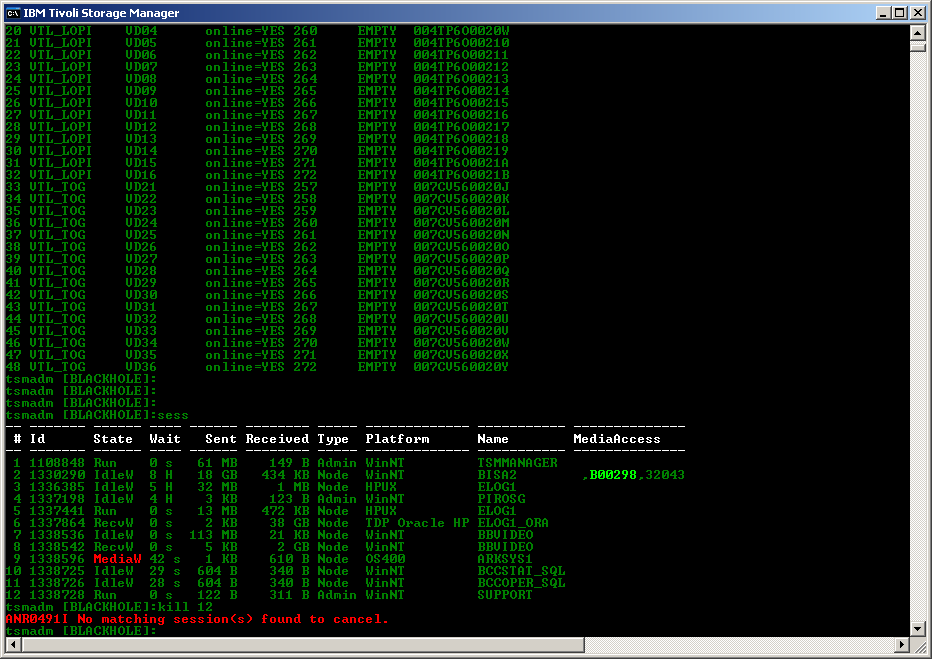 IBM Tivoli Storage Manager
20 VTL_LOPI VD04 online=YES 260 EMPTY 004TP6O0020W
21 VTL_LOPI VD05 online=YES 261 EMPTY 004TP6O00210
22 VTL_LOPI VD06 online=YES 262 EMPTY 004TP6O00211
23 VTL_LOPI VD07 online=YES 263 EMPTY 004TP6O00212
24 VTL_LOPI VD08 online=YES 264 EMPTY 004TP6O00213
25 VTL_LOPI VD09 online=YES 265 EMPTY 004TP6O00214
26 VTL_LOPI VD10 online=YES 266 EMPTY 004TP6O00215
27 VTL_LOPI VD11 online=YES 267 EMPTY 004TP6O00216
28 VTL_LOPI VD12 online=YES 268 EMPTY 004TP6O00217
29 VTL_LOPI VD13 online=YES 269 EMPTY 004TP6O00218
30 VTL_LOPI VD14 online=YES 270 EMPTY 004TP6O00219
31 VTL_LOPI VD15 online=YES 271 EMPTY 004TP6O0021A
32 VTL_LOPI VD16 online=YES 272 EMPTY 004TP6O0021B
33 VTL_TOG VD21 online=YES 257 EMPTY 007CV560020J
34 VTL_TOG VD22 online=YES 258 EMPTY 007CV560020K
35 VTL_TOG VD23 online=YES 259 EMPTY 007CV560020L
36 VTL_TOG VD24 online=YES 260 EMPTY 007CV560020M
37 VTL_TOG VD25 online=YES 261 EMPTY 007CV560020N
38 VTL_TOG VD26 online=YES 262 EMPTY 007CV560020O
39 VTL_TOG VD27 online=YES 263 EMPTY 007CV560020P
40 VTL_TOG VD28 online=YES 264 EMPTY 007CV560020Q
41 VTL_TOG VD29 online=YES 265 EMPTY 007CV560020R
42 VTL_TOG VD30 online=YES 266 EMPTY 007CV560020S
43 VTL_TOG VD31 online=YES 267 EMPTY 007CV560020T
44 VTL_TOG VD32 online=YES 268 EMPTY 007CV560020U
45 VTL_TOG VD33 online=YES 269 EMPTY 007CV560020V
46 VTL_TOG VD34 online=YES 270 EMPTY 007CV560020W
47 VTL_TOG VD35 online=YES 271 EMPTY 007CV560020X
48 VTL_TOG VD36 online=YES 272 EMPTY 007CV560020Y
tsmadm [BLACKHOLE]:
tsmadm [BLACKHOLE]:
tsmadm [BLACKHOLE]:
tsmadm [BLACKHOLE]:sess
# Id State Wait Sent Received Type Platform Name MediaAccess
1 1108848 Run 0 s 61 MB 149 B Admin WinNT TSMMANAGER
2 1330290 IdleW 8 H 18 GB 434 KB Node WinNT BISA2 ,B00298,32043
3 1336385 IdleW 5 H 32 MB 1 MB Node HPUX ELOG1
4 1337198 IdleW 4 H 3 KB 123 B Admin WinNT PIROSG
5 1337441 Run 0 s 13 MB 472 KB Node HPUX ELOG1
6 1337864 RecvW 0 s 2 KB 38 GB Node TDP Oracle HP ELOG1_ORA
7 1338536 IdleW 0 s 113 MB 21 KB Node WinNT BBVIDEO
8 1338542 RecvW 0 s 5 KB 2 GB Node WinNT BBVIDEO
9 1338596 MediaW 42 s 1 KB 610 B Node OS400 ARKSYS1
10 1338725 IdleW 29 s 604 B 340 B Node WinNT BCCSTAT_SQL
11 1338726 IdleW 28 s 604 B 340 B Node WinNT BCCOPER_SQL
12 1338728 Run 0 s 122 B 311 B Admin WinNT SUPPORT
tsmadm [BLACKHOLE]:kill 12
ANR0491I No matching session(s) found to cancel.
tsmadm [BLACKHOLE]: